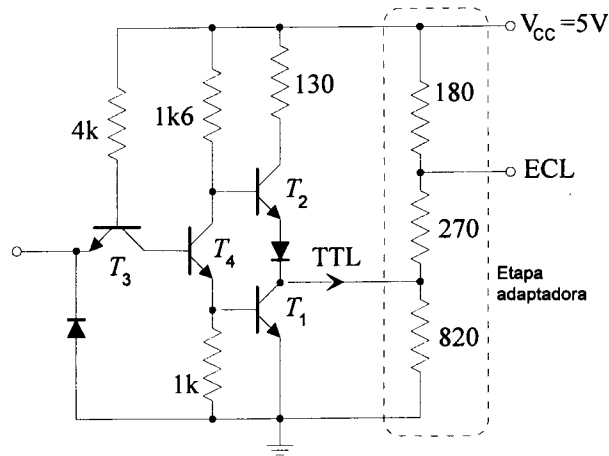 V_CC =5V
130
180
1k6
4k
ECL
T_2
270
T_4
TTL
T_3
Etapa
adaptadora
T_1
820
1k